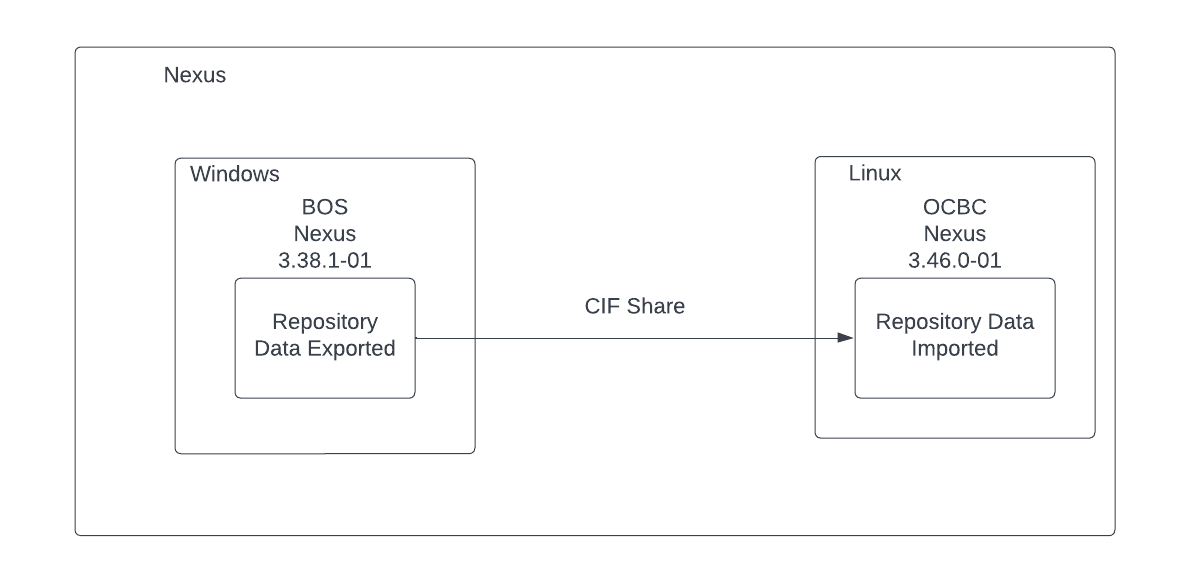 Nexus
Windows
BOS
Nexus
3.38.1-01
Repository
Data Exported
CIF Share
Linux
OCBC
Nexus
3.46.0-01
Repository Data
Imported